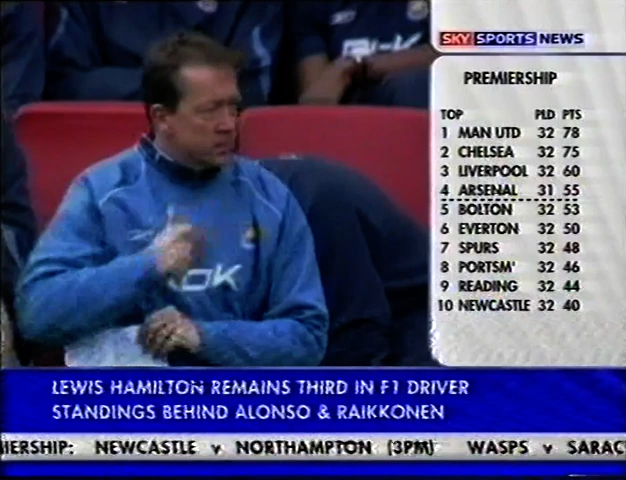 SKY SPORTS NEWS
PREMIERSHIP
TOP PLD PTS
1 MAN UTD 32 78
2 CHELSEA 32 75
3 LIVERPOOL 32 60
4 ARSENAL 31 55
5 BOLTON 32 53
6 EVERTON 32 50
7 SPURS 32 48
8 PORTSM' 32 46
9 READING 32 44
10 NEWCASTLE 32 40
LEWIS HAMILTON REMAINS THIRD IN F1 DRIVER
STANDINGS BEHIND ALONSO & RAIKKONEN
IERSHIP: NEWCASTLE v NORTHAMPTON (3PM) WASPS v SARAC